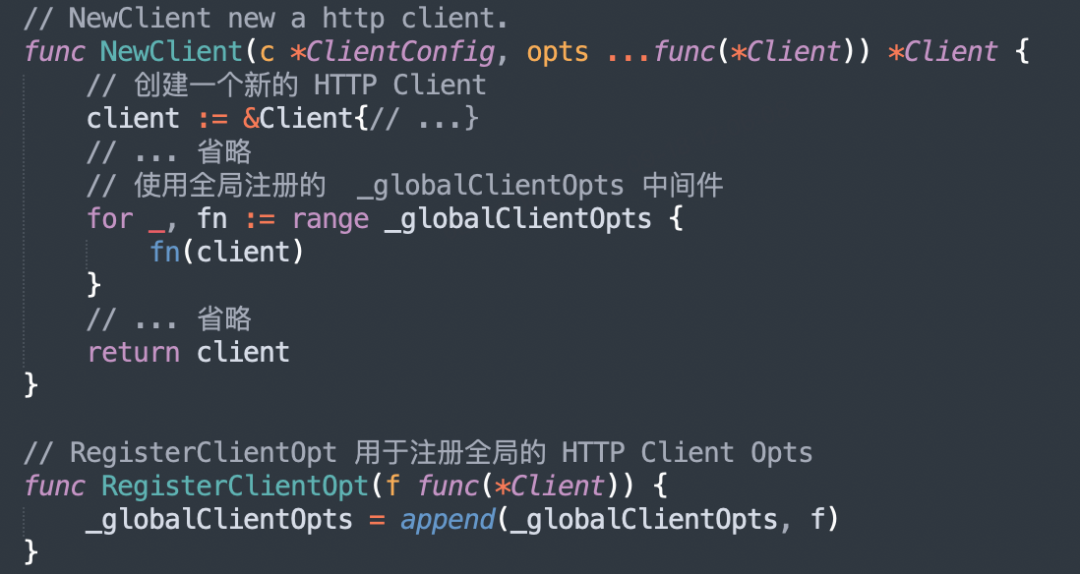 // NewClient new a http client.
func NewClient(c *ClientConfig, opts ...func(*Client)) *Client {
    // 创建一个新的 HTTP Client
    client := &Client{// ...}
    // ... 省略
    // 使用全局注册的  _globalClientOpts 中间件
    for _, fn := range _globalClientOpts {
        fn(client)
    }
    // ... 省略
    return client
}

// RegisterClientOpt 用于注册全局的 HTTP Client Opts
func RegisterClientOpt(f func(*Client)) {
    _globalClientOpts = append(_globalClientOpts, f)
}